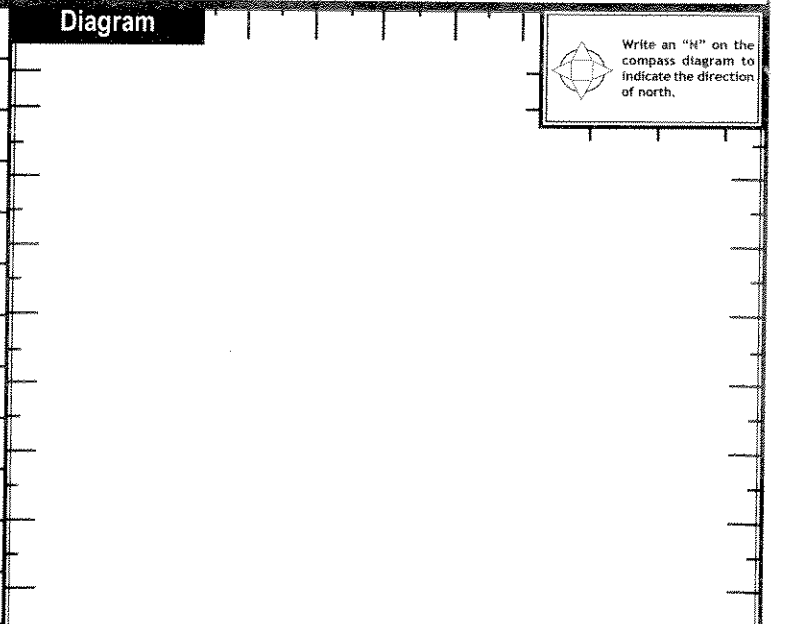 Diagram
Write an "N" on the
compass diagram to
indicate the direction
of north.